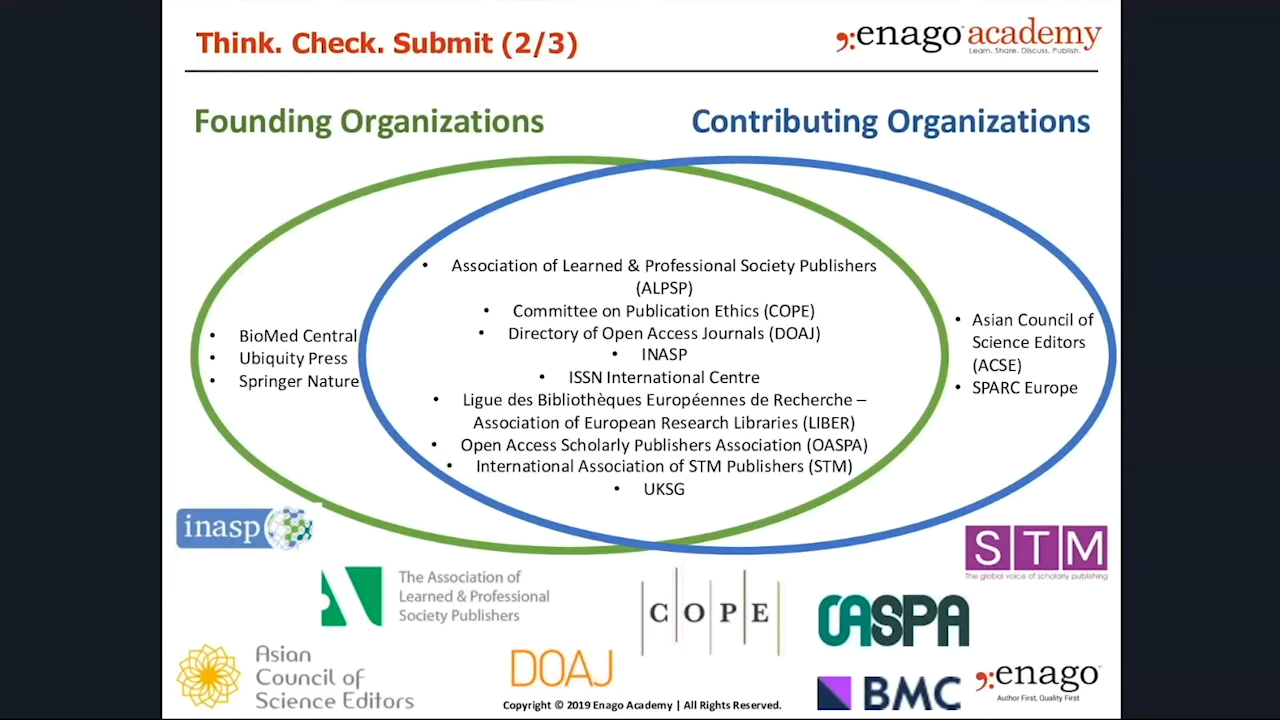 Think. Check. Submit (2/3)
enago academy
Learn. Share. Discuss. Publish.
Founding Organizations
Contributing Organizations
• BioMed Central
• Ubiquity Press
• Springer Nature
• Association of Learned & Professional Society Publishers
(ALPSP)
• Committee on Publication Ethics (COPE)
• Directory of Open Access Journals (DOAJ)
• INASP
• ISSN International Centre
• Ligue des Bibliothèques Européennes de Recherche –
Association of European Research Libraries (LIBER)
• Open Access Scholarly Publishers Association (OASPA)
• International Association of STM Publishers (STM)
• UKSG
• Asian Council of
Science Editors
(ACSE)
• SPARC Europe
inasp
STM
The global voice of scholarly publishing
The Association of
Learned & Professional
Society Publishers
COPE
OASPA
Asian
Council of
Science Editors
DOAJ
BMC
enago
Author First, Quality First
Copyright © 2019 Enago Academy | All Rights Reserved.